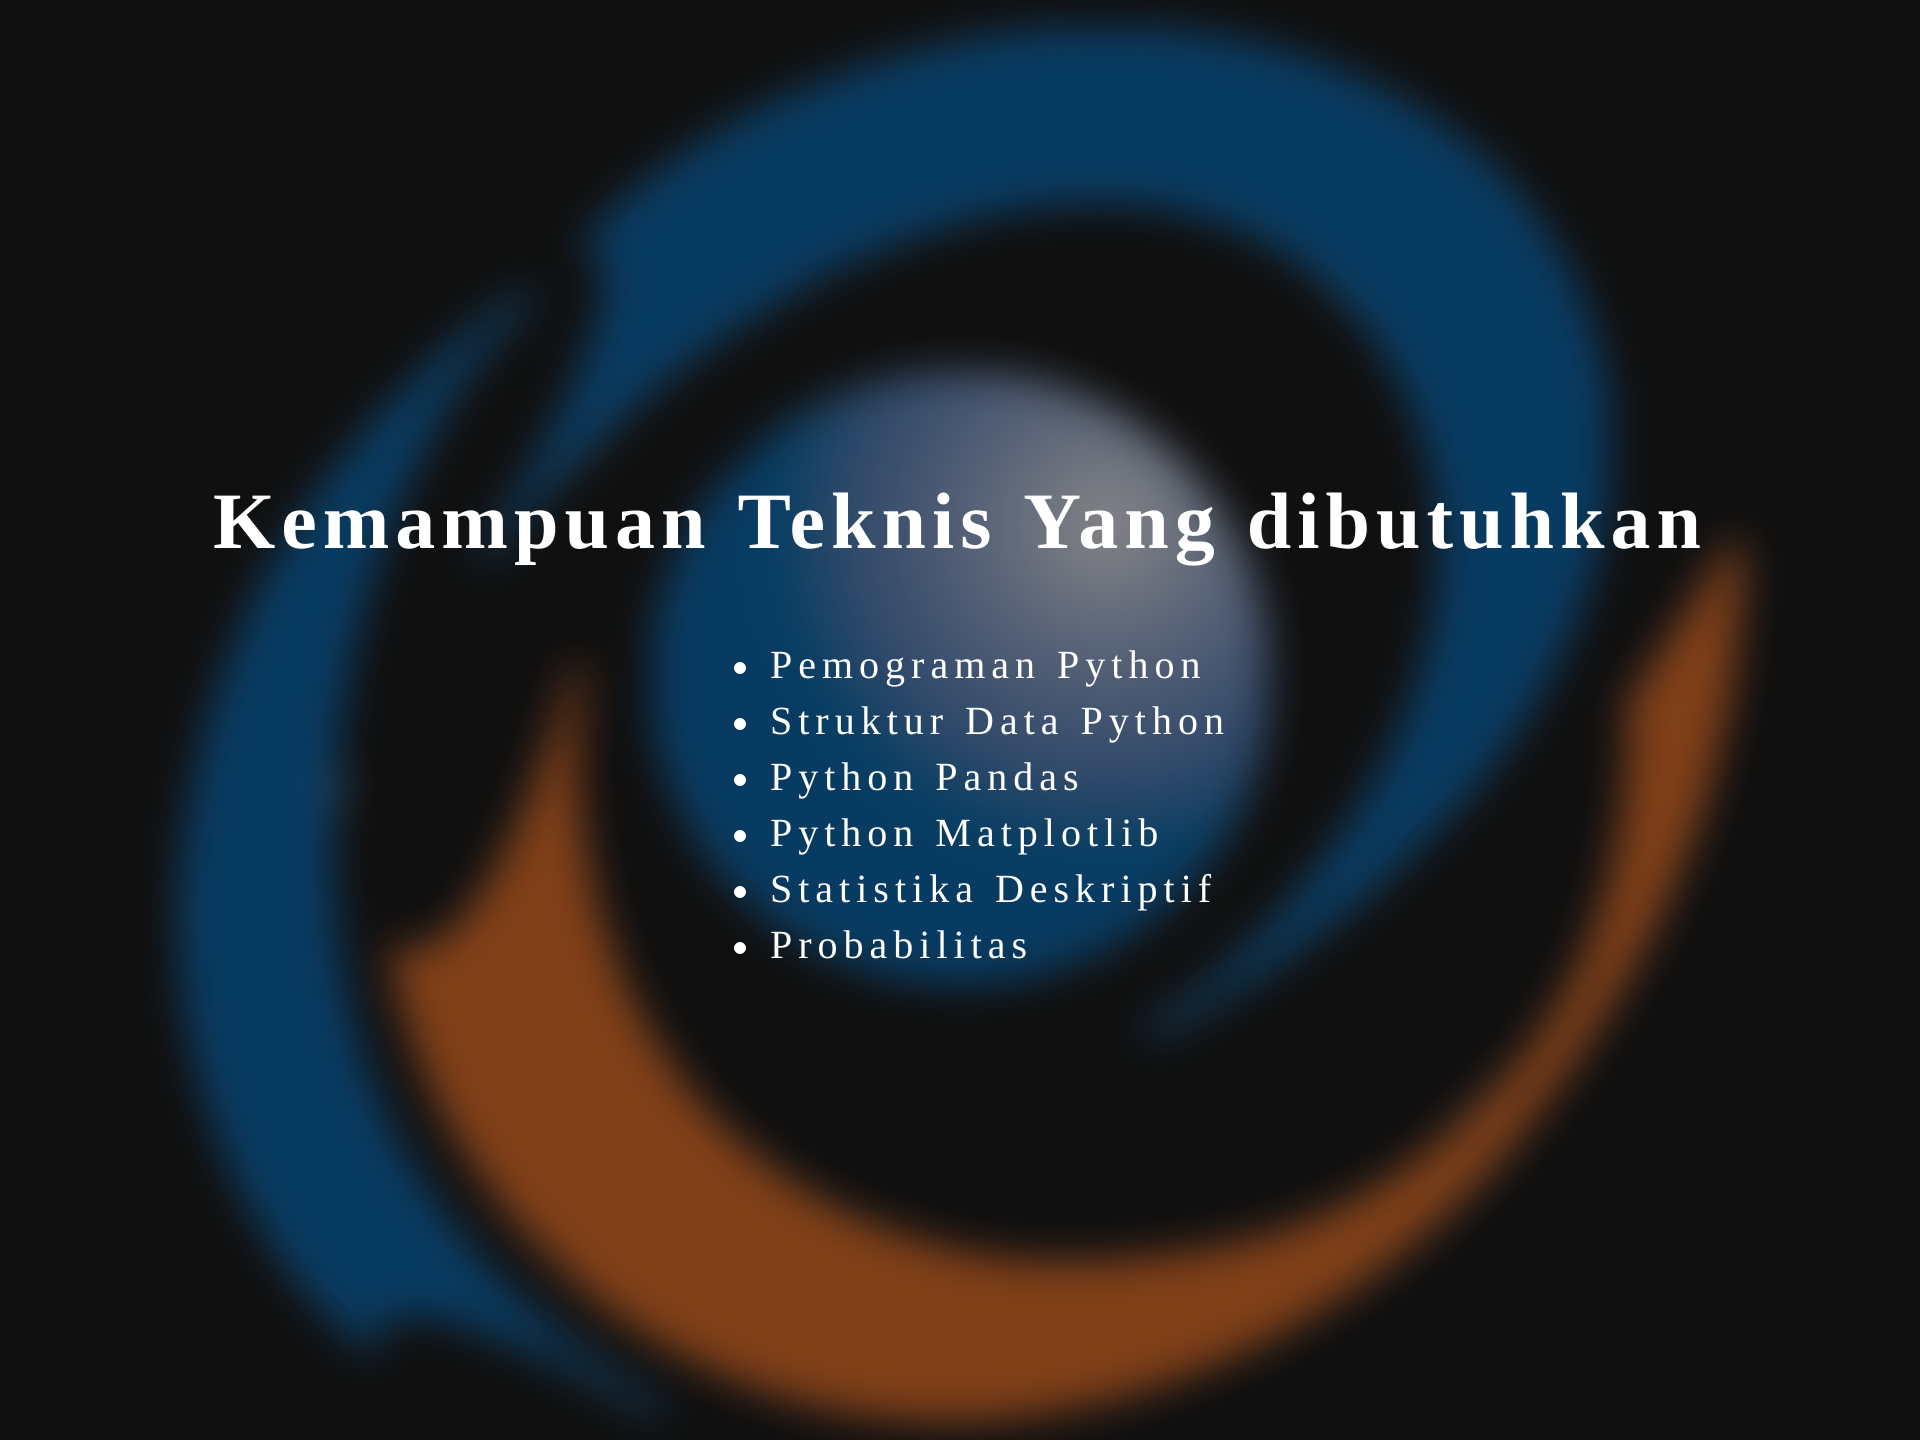 Kemampuan Teknis Yang dibutuhkan
• Pemograman Python
• Struktur Data Python
• Python Pandas
• Python Matplotlib
• Statistika Deskriptif
• Probabilitas